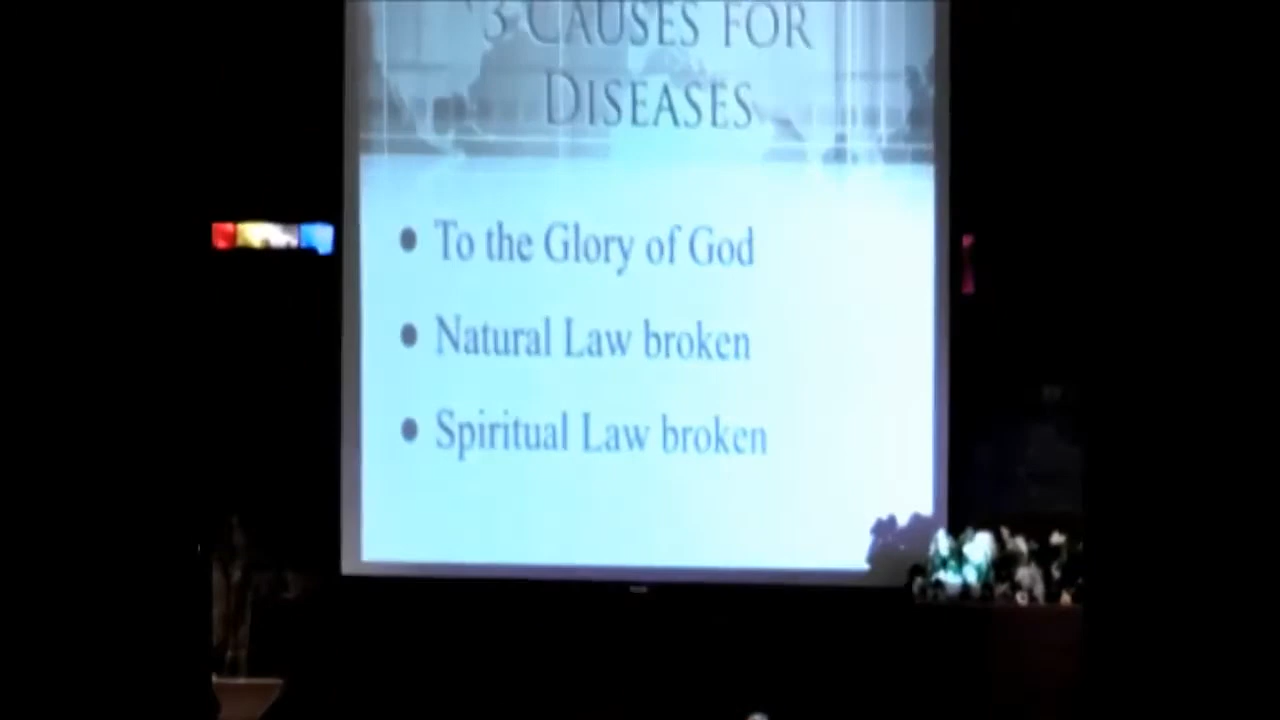 '3 CAUSES FOR
DISEASES
• To the Glory of God
• Natural Law broken
• Spiritual Law broken